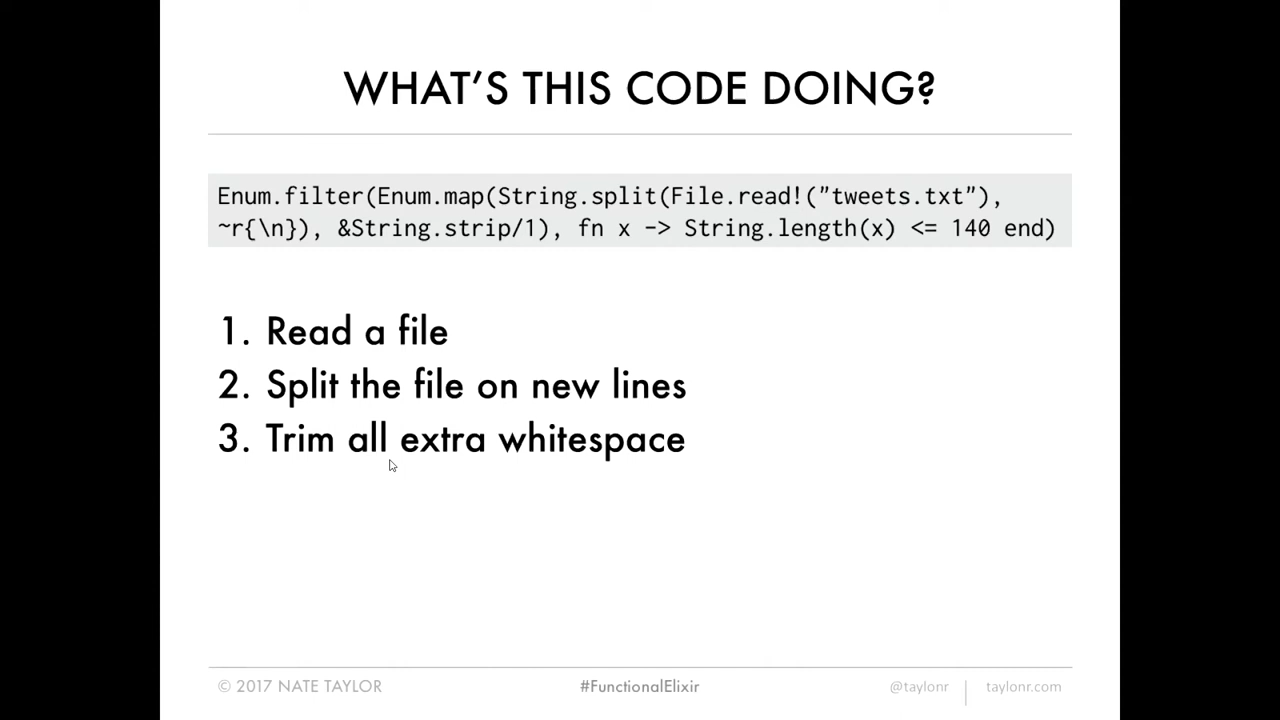 WHAT'S THIS CODE DOING?
Enum.filter(Enum.map(String.split(File.read!("tweets.txt"),
~r{\n}), &String.strip/1), fn x -> String.length(x) <= 140 end)
1. Read a file
2. Split the file on new lines
3. Trim all extra whitespace
© 2017 NATE TAYLOR
#FunctionalElixir
@taylonr
taylonr.com